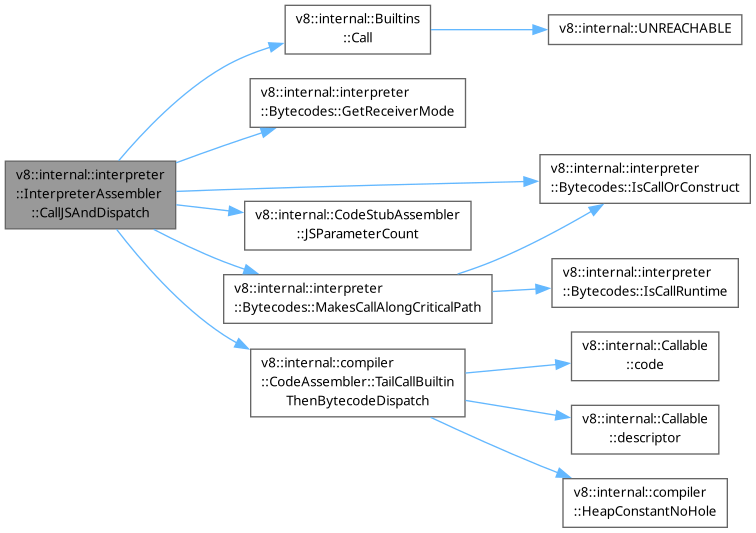 v8::internal::Builtins
::Call
v8::internal::UNREACHABLE
v8::internal::interpreter
::Bytecodes::GetReceiverMode
v8::internal::interpreter
::InterpreterAssembler
::CallJSAndDispatch
v8::internal::interpreter
::Bytecodes::IsCallOrConstruct
v8::internal::CodeStubAssembler
::JSParameterCount
v8::internal::interpreter
::Bytecodes::MakesCallAlongCriticalPath
v8::internal::interpreter
::Bytecodes::IsCallRuntime
v8::internal::compiler
::CodeAssembler::TailCallBuiltin
ThenBytecodeDispatch
v8::internal::Callable
::code
v8::internal::Callable
::descriptor
v8::internal::compiler
::HeapConstantNoHole